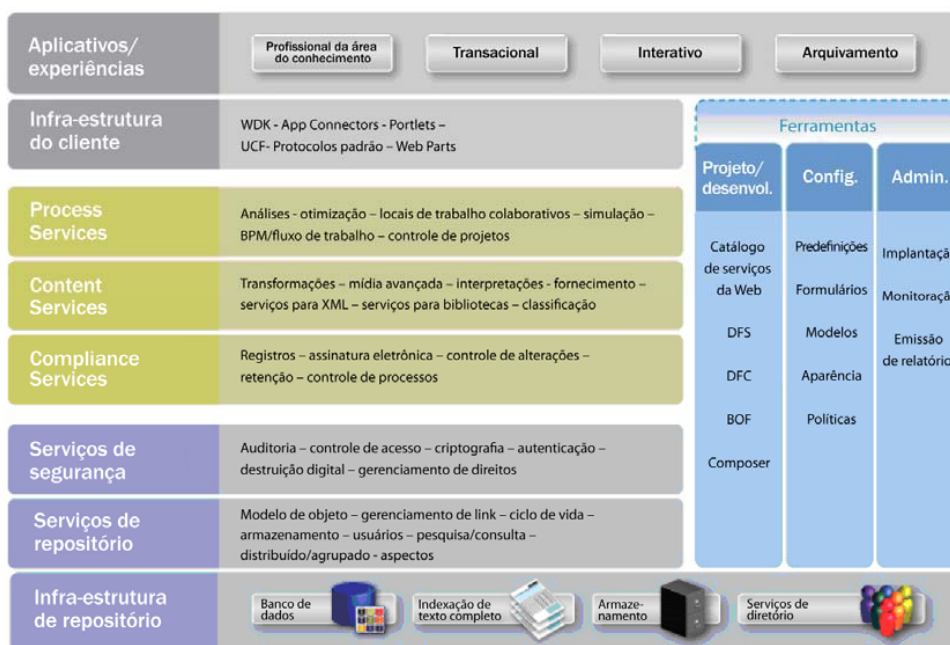 Aplicativos/
experiências
Profissional da área
do conhecimento
Transacional
Interativo
Arquivamento
Infra-estrutura
do cliente
WDK - App Connectors - Portlets –
UCF- Protocolos padrão – Web Parts
Process
Services
Análises - otimização – locais de trabalho colaborativos – simulação –
BPM/fluxo de trabalho – controle de projetos
Content
Services
Transformações – mídia avançada – interpretações - fornecimento –
serviços para XML – serviços para bibliotecas – classificação
Compliance
Services
Registros – assinatura eletrônica – controle de alterações –
retenção – controle de processos
Serviços de
segurança
Auditoria – controle de acesso – criptografia – autenticação –
destruição digital – gerenciamento de direitos
Serviços de
repositório
Modelo de objeto – gerenciamento de link – ciclo de vida –
armazenamento – usuários – pesquisa/consulta –
distribuído/agrupado - aspectos
Ferramentas
Projeto/
desenvol.
Catálogo
de serviços
da Web
DFS
DFC
BOF
Composer
Config.
Predefinições
Formulários
Modelos
Aparência
Políticas
Admin.
Implantaçã
Monitoraçã
Emissão
de relatório
Infra-estrutura
de repositório
Banco de
dados
Indexação de
texto completo
Armaze-
namento
Serviços de
diretório